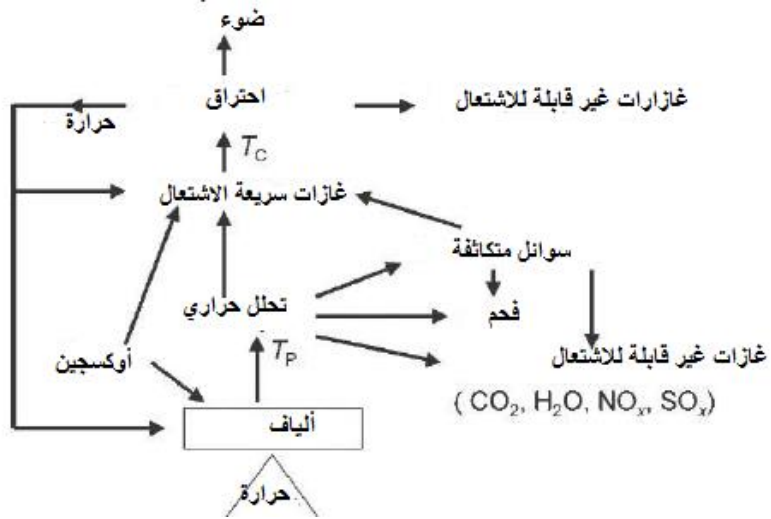 ضوء
احتراق
غازارات غير قابلة للاشتعال
حرارة
T_C
غازات سريعة الاشتعال
سوائل متكاثفة
تحلل حراري
فحم
أوكسجين
T_P
غازات غير قابلة للاشتعال
( CO₂, H₂O, NOₓ, SOₓ)
ألياف
حرارة